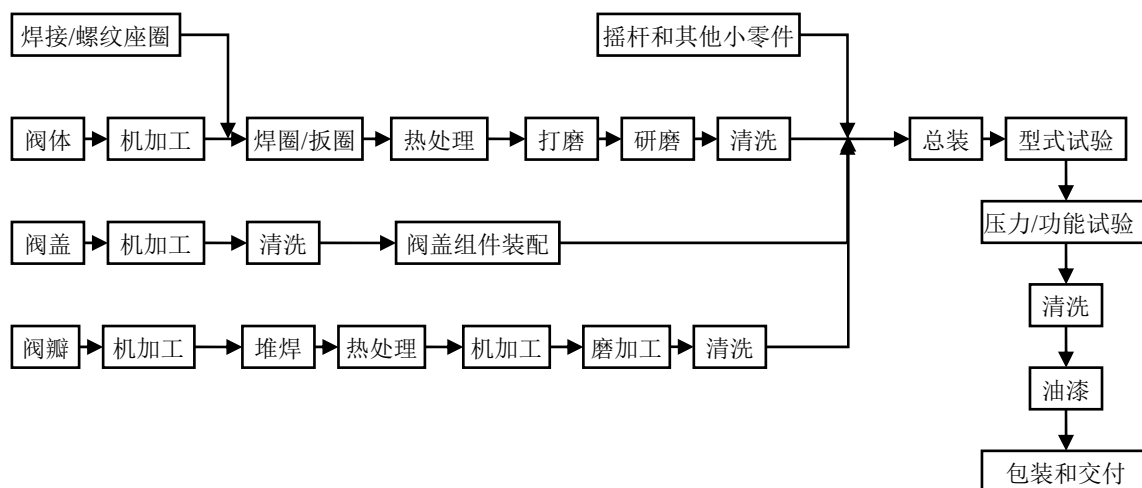 焊接/螺纹座圈
摇杆和其他小零件
阀体
机加工
焊圈/扳圈
热处理
打磨
研磨
清洗
总装
型式试验
压力/功能试验
阀盖
机加工
清洗
阀盖组件装配
清洗
阀瓣
机加工
堆焊
热处理
机加工
磨加工
清洗
油漆
包装和交付